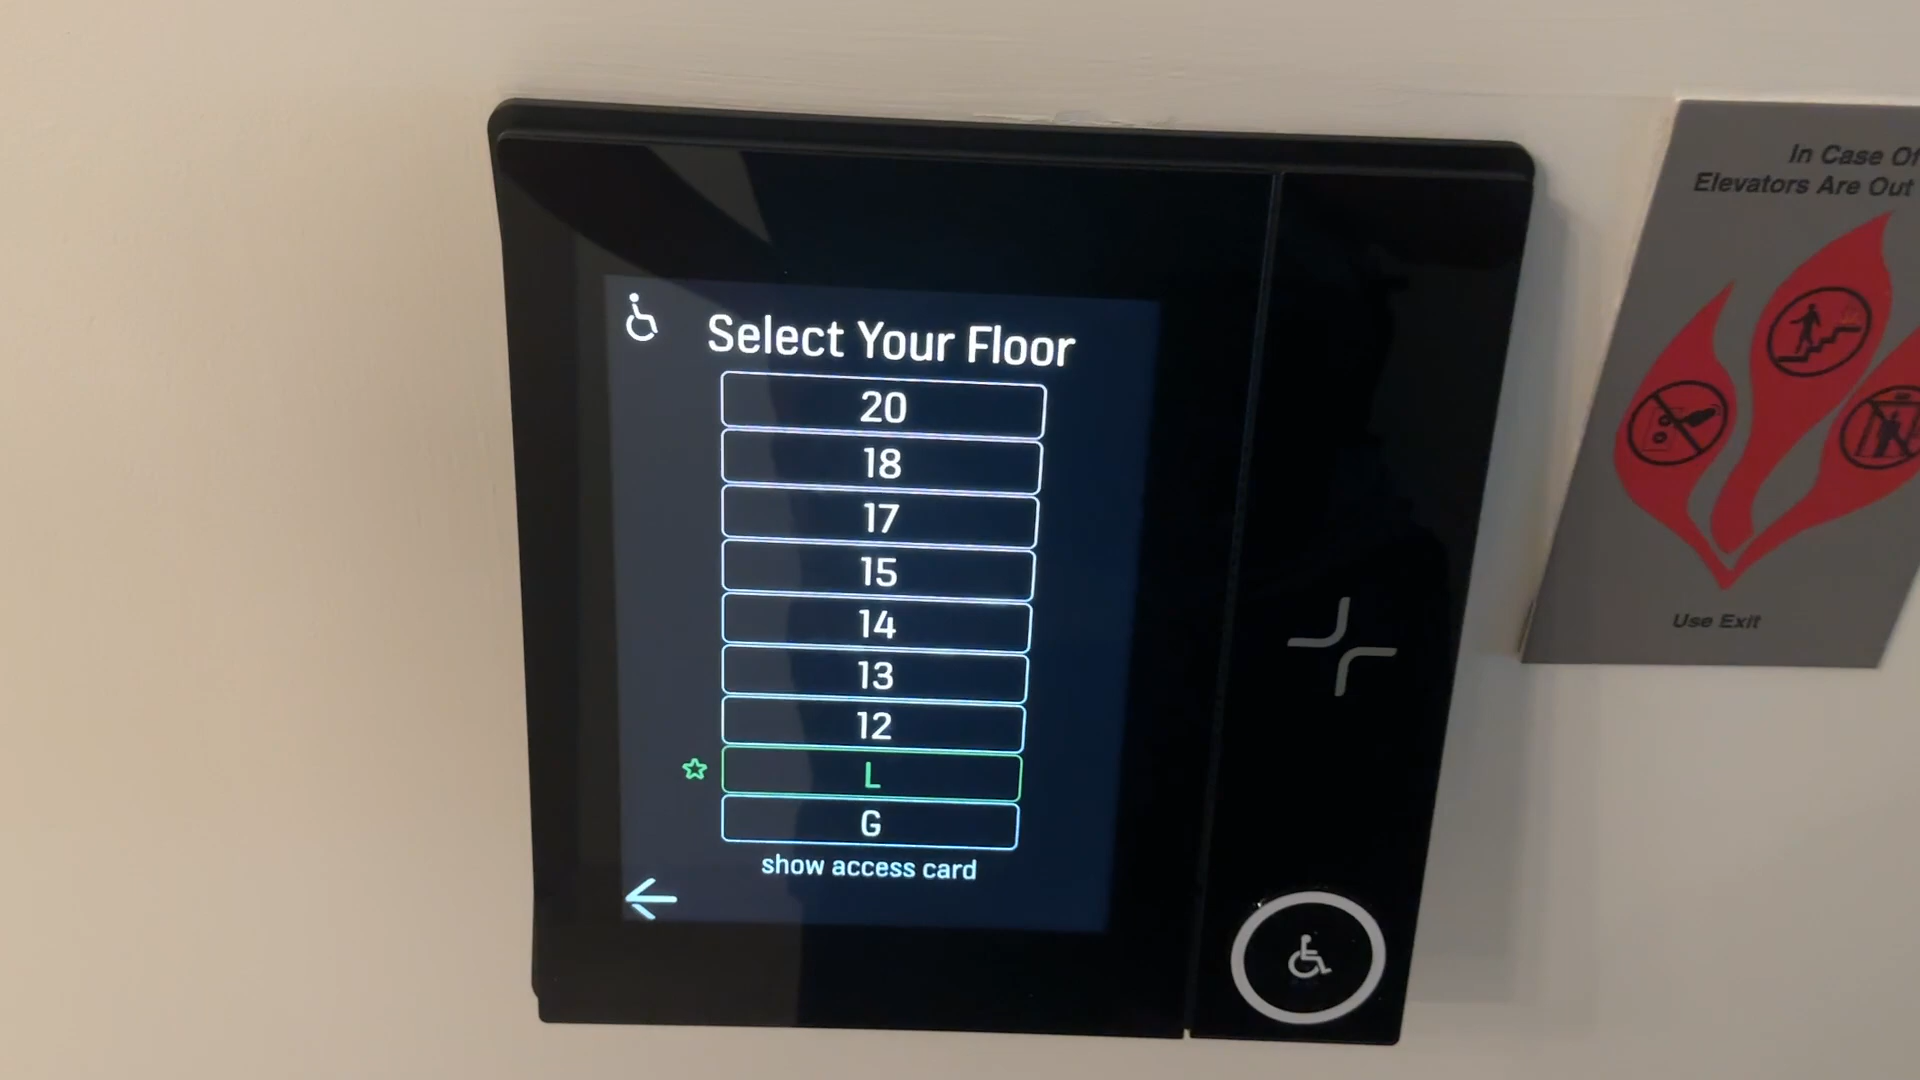 Select Your Floor
20
18
17
15
14
13
12
L
G
show access card
In Case Of
Elevators Are Out
Use Exit